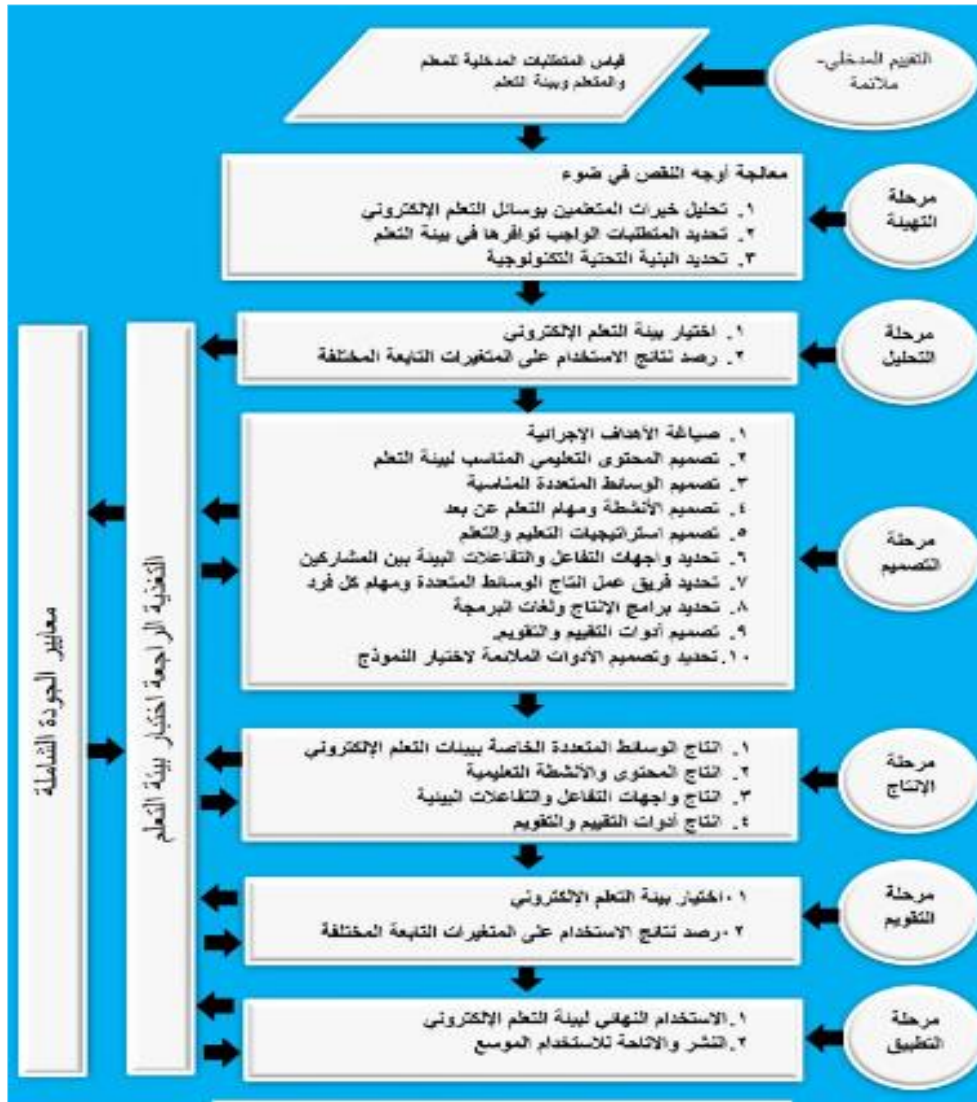 التقييم المدخلي-
ملائمة
قياس المتطلبات المدخلية للمعلم
والمتعلم وبيئة التعلم
مرحلة
التهيئة
معالجة أوجه النقص في ضوء
١. تحليل خبرات المتعلمين بوسائل التعلم الإلكتروني
٢. تحديد المتطلبات الواجب توافرها في بيئة التعلم
٣. تحديد البنية التحتية التكنولوجية
مرحلة
التحليل
١. اختيار بيئة التعلم الإلكتروني
٢. رصد نتائج الاستخدام على المتغيرات التابعة المختلفة
مرحلة
التصميم
١. صياغة الأهداف الإجرائية
٢. تصميم المحتوى التعليمي المناسب لبيئة التعلم
٣. تصميم الوسائط المتعددة المناسبة
٤. تصميم الأنشطة ومهام التعلم عن بعد
٥. تصميم استراتيجيات التعليم والتعلم
٦. تحديد واجهات التفاعل والتفاعلات البينة بين المشاركين
٧. تحديد فريق عمل انتاج الوسائط المتعددة ومهام كل فرد
٨. تحديد برامج الإنتاج ولغات البرمجة
٩. تصميم أدوات التقييم والتقويم.
١٠. تحديد وتصميم الأدوات الملائمة لاختيار النموذج
مرحلة
الإنتاج
١. انتاج الوسائط المتعددة الخاصة ببيئات التعلم الإلكتروني
٢. انتاج المحتوى والأنشطة التعليمية
٣. انتاج واجهات التفاعل والتفاعلات البينية
٤. انتاج أدوات التقييم والتقويم
مرحلة
التقويم
١- اختيار بيئة التعلم الإلكتروني
٢- رصد نتائج الاستخدام على المتغيرات التابعة المختلفة
مرحلة
التطبيق
١. الاستخدام النهائي لبيئة التعلم الإلكتروني
٢. النشر والاتاحة للاستخدام الموسع
التغذية الراجعة اختبار بيئة التعلم
معايير الجودة الشاملة